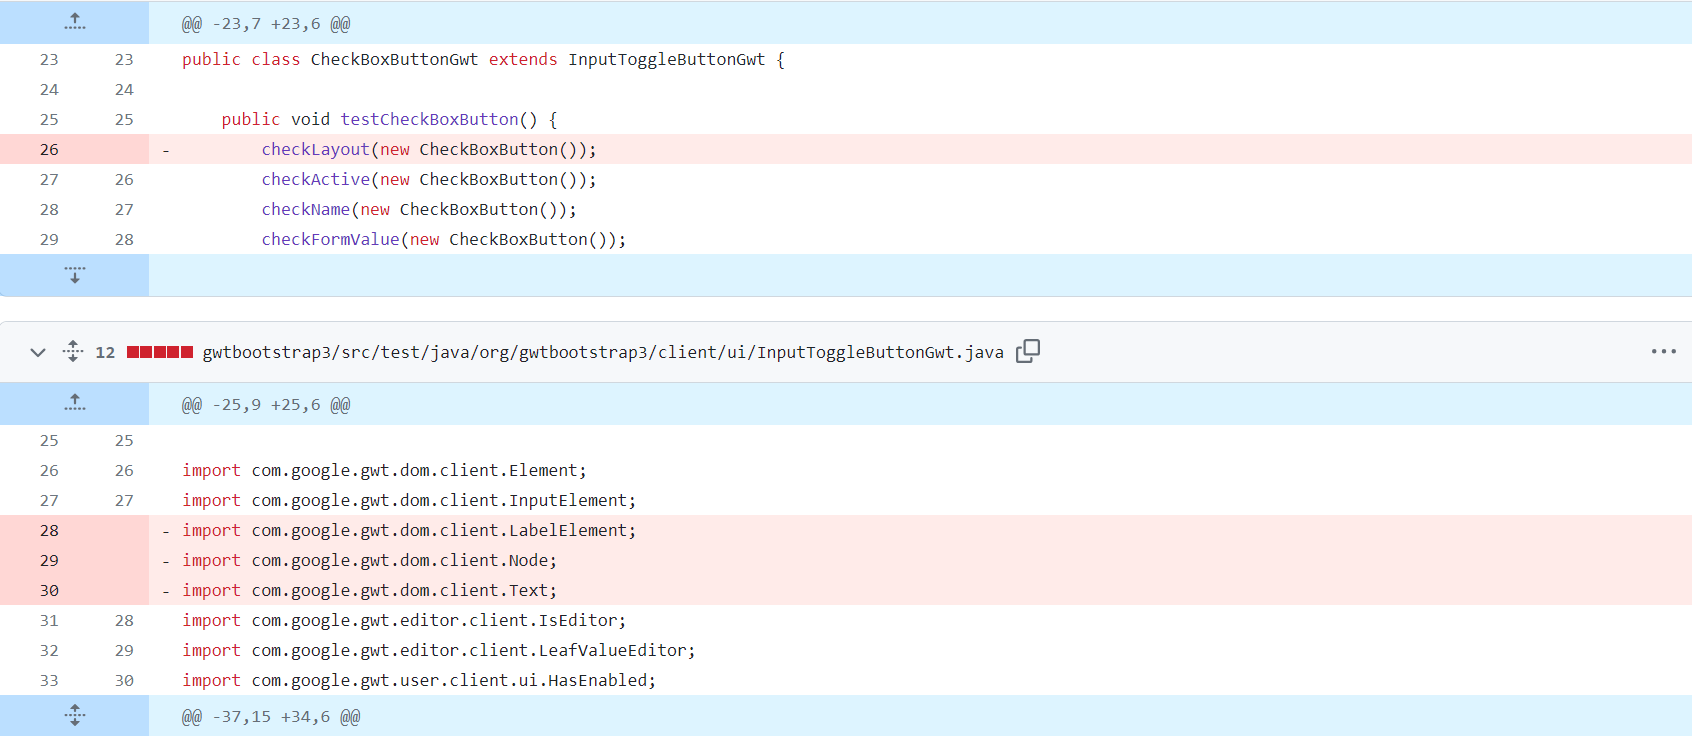 @@ -23,7 +23,6 @@
23 23 public class CheckBoxButtonGwt extends InputToggleButtonGwt {
24 24
25 25 public void testCheckBoxButton() {
26 - checkLayout(new CheckBoxButton());
27 26 checkActive(new CheckBoxButton());
28 27 checkName(new CheckBoxButton());
29 28 checkFormValue(new CheckBoxButton());
12 gwtbootstrap3/src/test/java/org/gwtbootstrap3/client/ui/InputToggleButtonGwt.java
@@ -25,9 +25,6 @@
25 25
26 26 import com.google.gwt.dom.client.Element;
27 27 import com.google.gwt.dom.client.InputElement;
28 - import com.google.gwt.dom.client.LabelElement;
29 - import com.google.gwt.dom.client.Node;
30 - import com.google.gwt.dom.client.Text;
31 28 import com.google.gwt.editor.client.IsEditor;
32 29 import com.google.gwt.editor.client.LeafValueEditor;
33 30 import com.google.gwt.user.client.ui.HasEnabled;
@@ -37,15 +34,6 @@